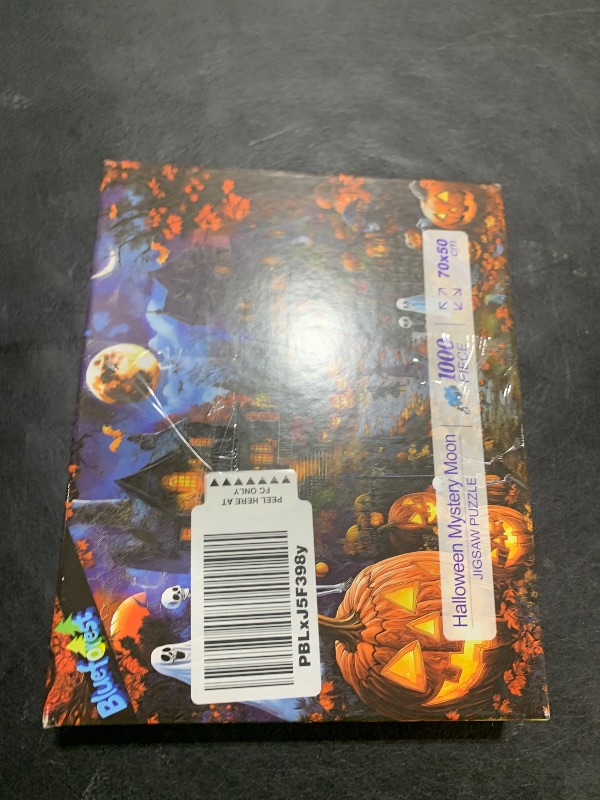 Blueforest
Halloween Mystery Moon
JIGSAW PUZZLE
1000
PIECE
70x50
cm
PEEL HERE AT
FC ONLY
PBLxJ5F398y